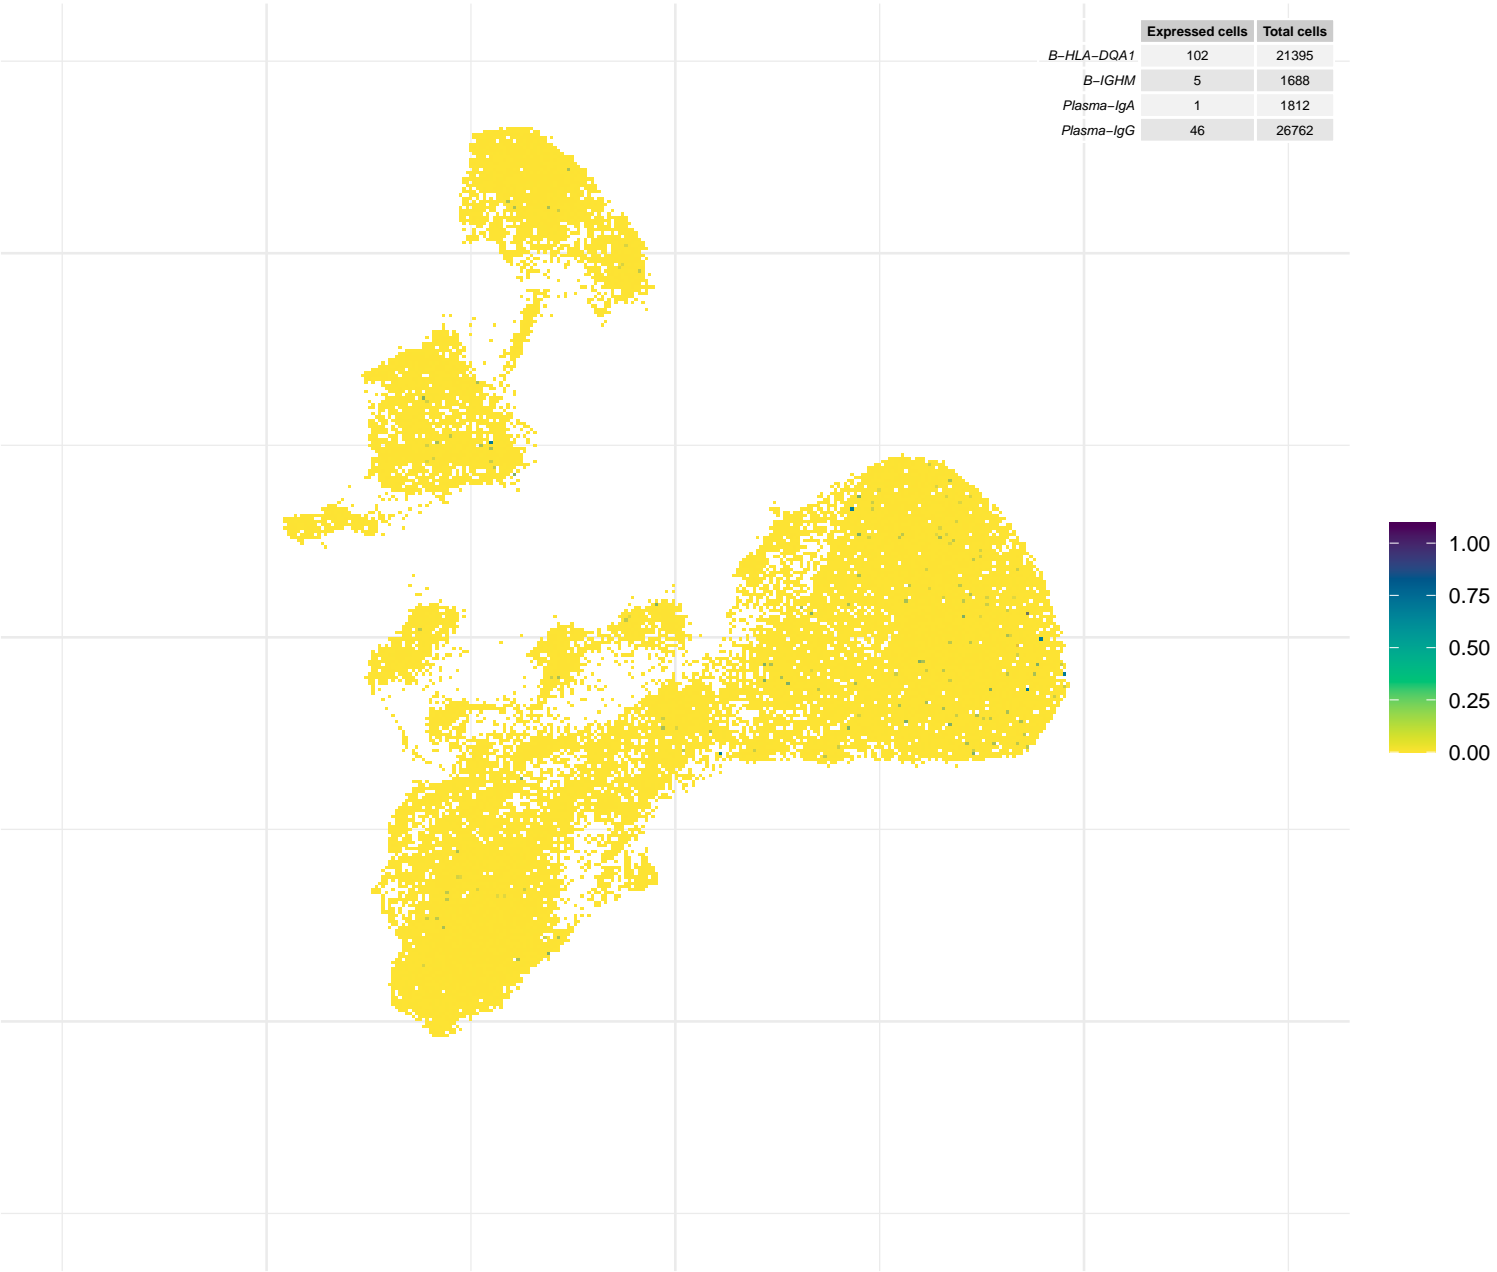 Expressed cells Total cells
B−HLA−DQA1 102 21395
B−IGHM 5 1688
Plasma−IgA 1 1812
Plasma−IgG 46 26762
1.00
0.75
0.50
0.25
0.00